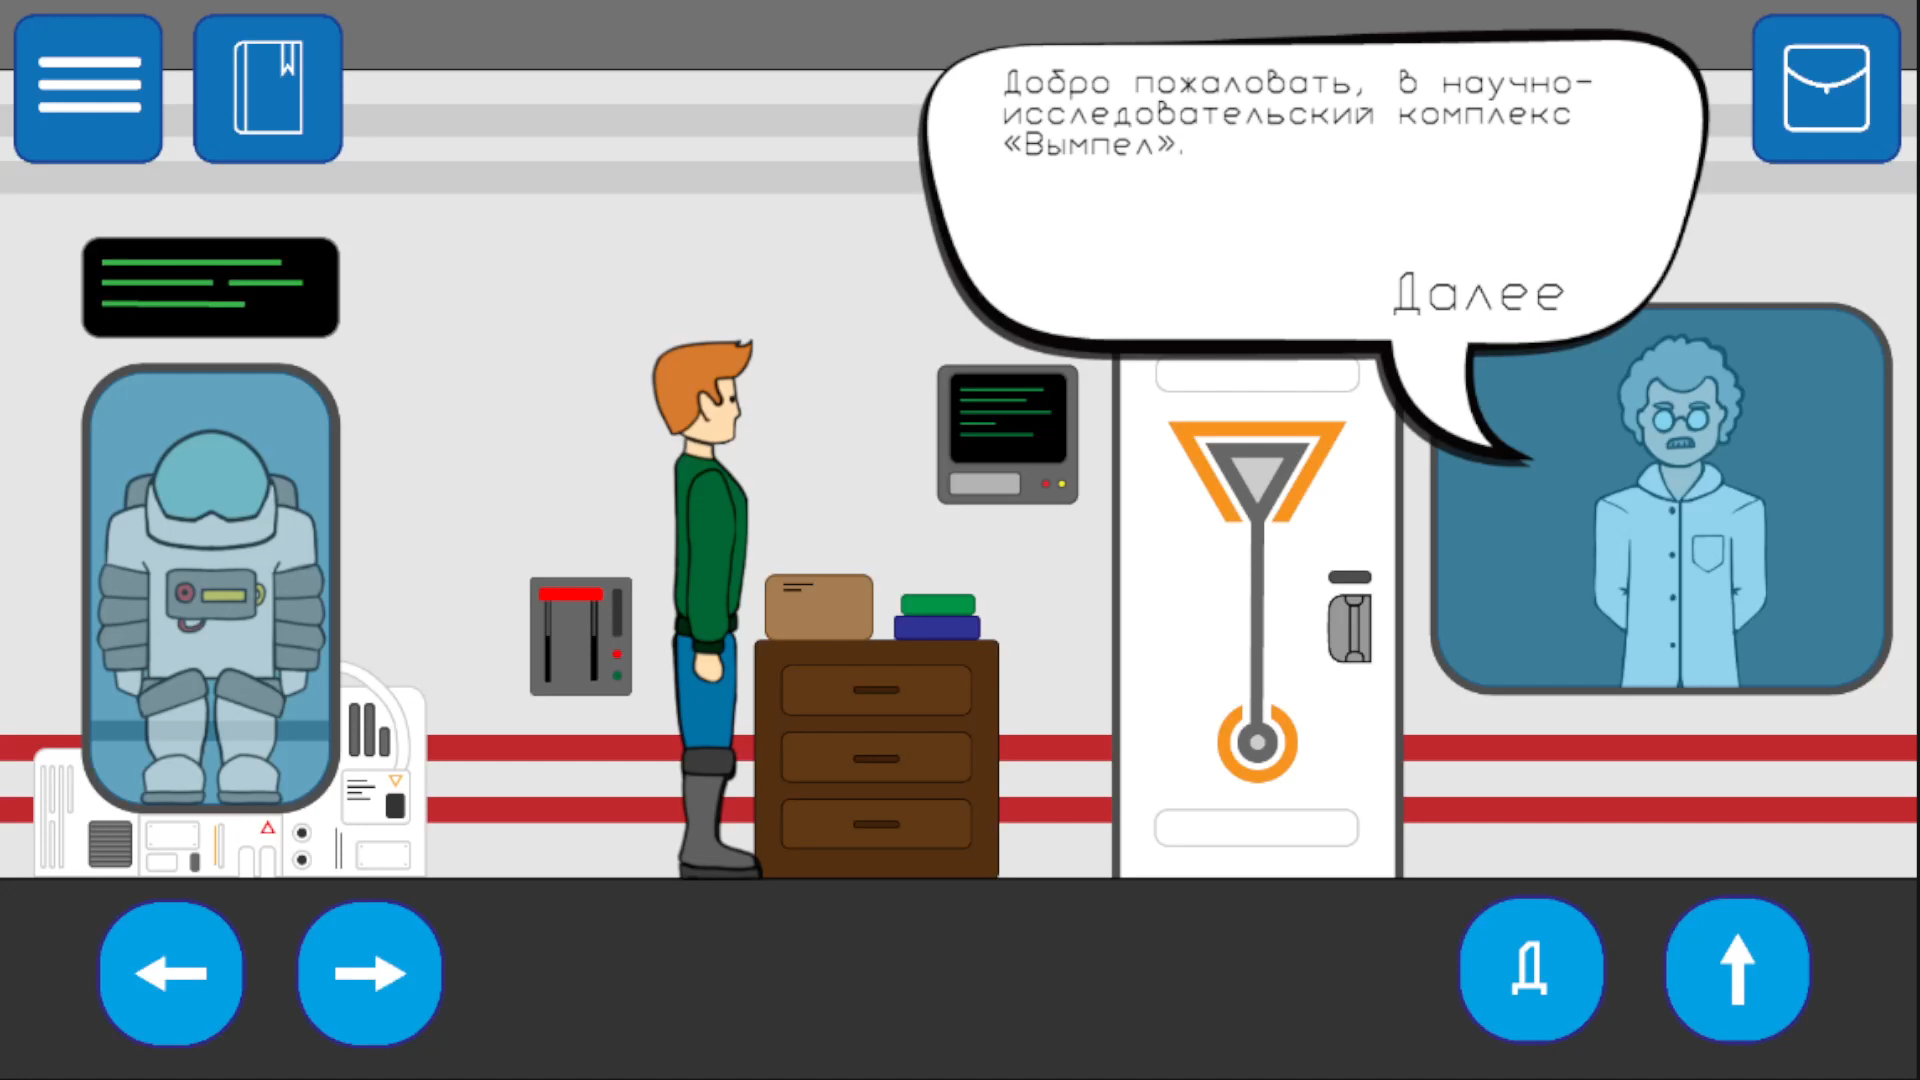 Добро пожаловать, в научно-
исследовательский комплекс
«Вымпел».
Далее
Д